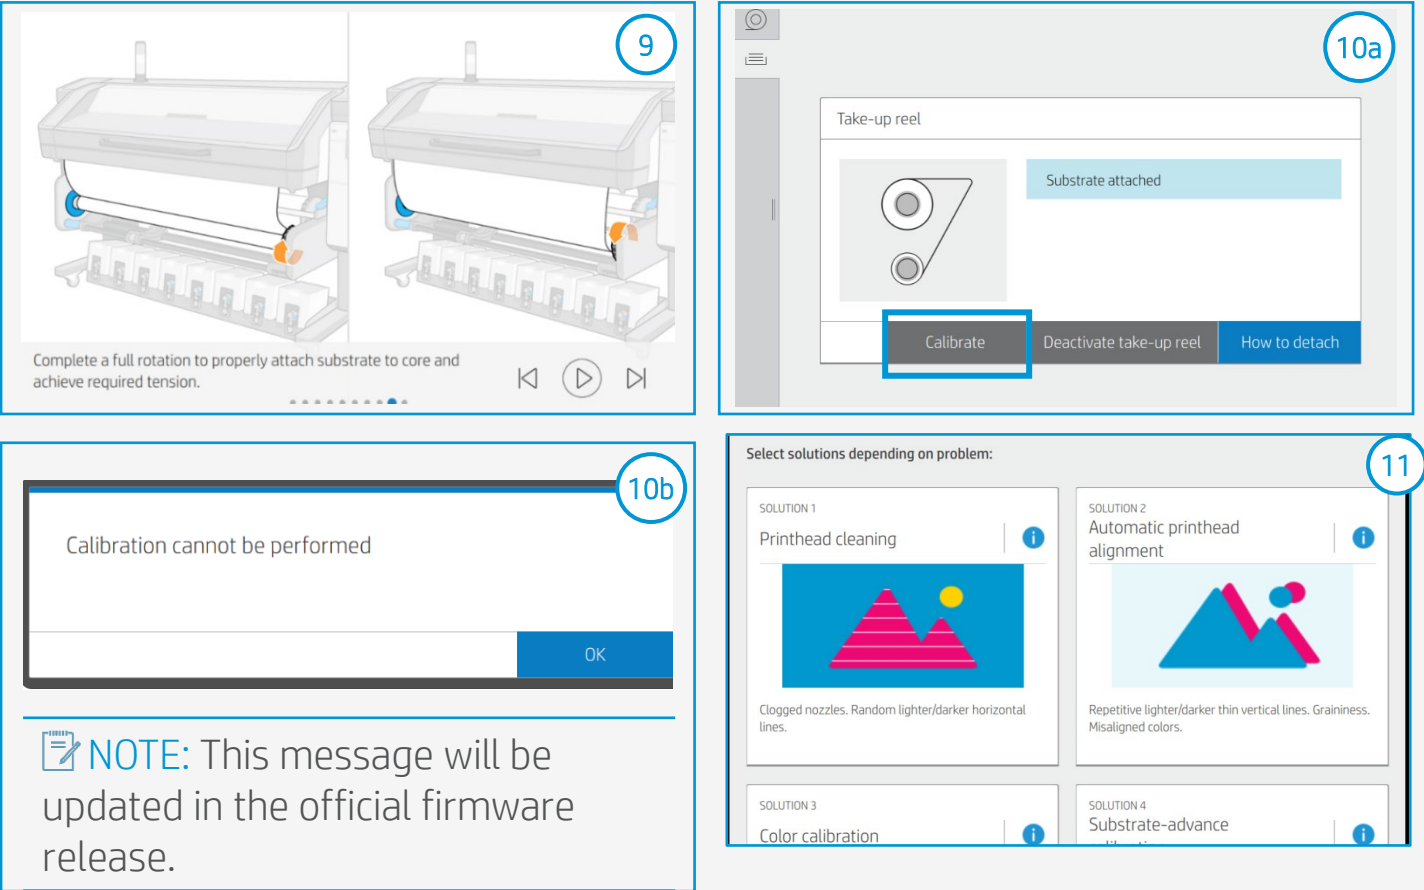 9
Complete a full rotation to properly attach substrate to core and
achieve required tension.
10a
Take-up reel
Substrate attached
Calibrate
Deactivate take-up reel
How to detach
10b
Calibration cannot be performed
OK
NOTE: This message will be
updated in the official firmware
release.
11
Select solutions depending on problem:
SOLUTION 1
Printhead cleaning
Clogged nozzles. Random lighter/darker horizontal
lines.
SOLUTION 2
Automatic printhead
alignment
Repetitive lighter/darker thin vertical lines. Graininess.
Misaligned colors.
SOLUTION 3
Color calibration
SOLUTION 4
Substrate-advance